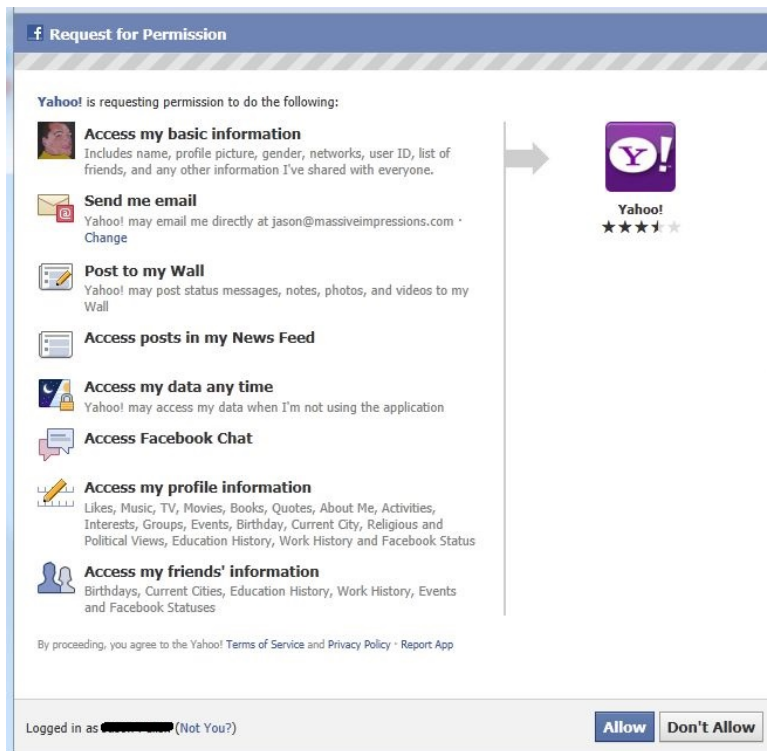 f Request for Permission
Yahoo! is requesting permission to do the following:
Access my basic information
Includes name, profile picture, gender, networks, user ID, list of
friends, and any other information I've shared with everyone.
Send me email
Yahoo! may email me directly at jason@massiveimpressions.com ·
Change
Post to my Wall
Yahoo! may post status messages, notes, photos, and videos to my
Wall
Access posts in my News Feed
Access my data any time
Yahoo! may access my data when I'm not using the application
Access Facebook Chat
Access my profile information
Likes, Music, TV, Movies, Books, Quotes, About Me, Activities,
Interests, Groups, Events, Birthday, Current City, Religious and
Political Views, Education History, Work History and Facebook Status
Access my friends' information
Birthdays, Current Cities, Education History, Work History, Events
and Facebook Statuses
Y!
Yahoo!
By proceeding, you agree to the Yahoo! Terms of Service and Privacy Policy · Report App
Logged in as (Not You?)
Allow
Don't Allow